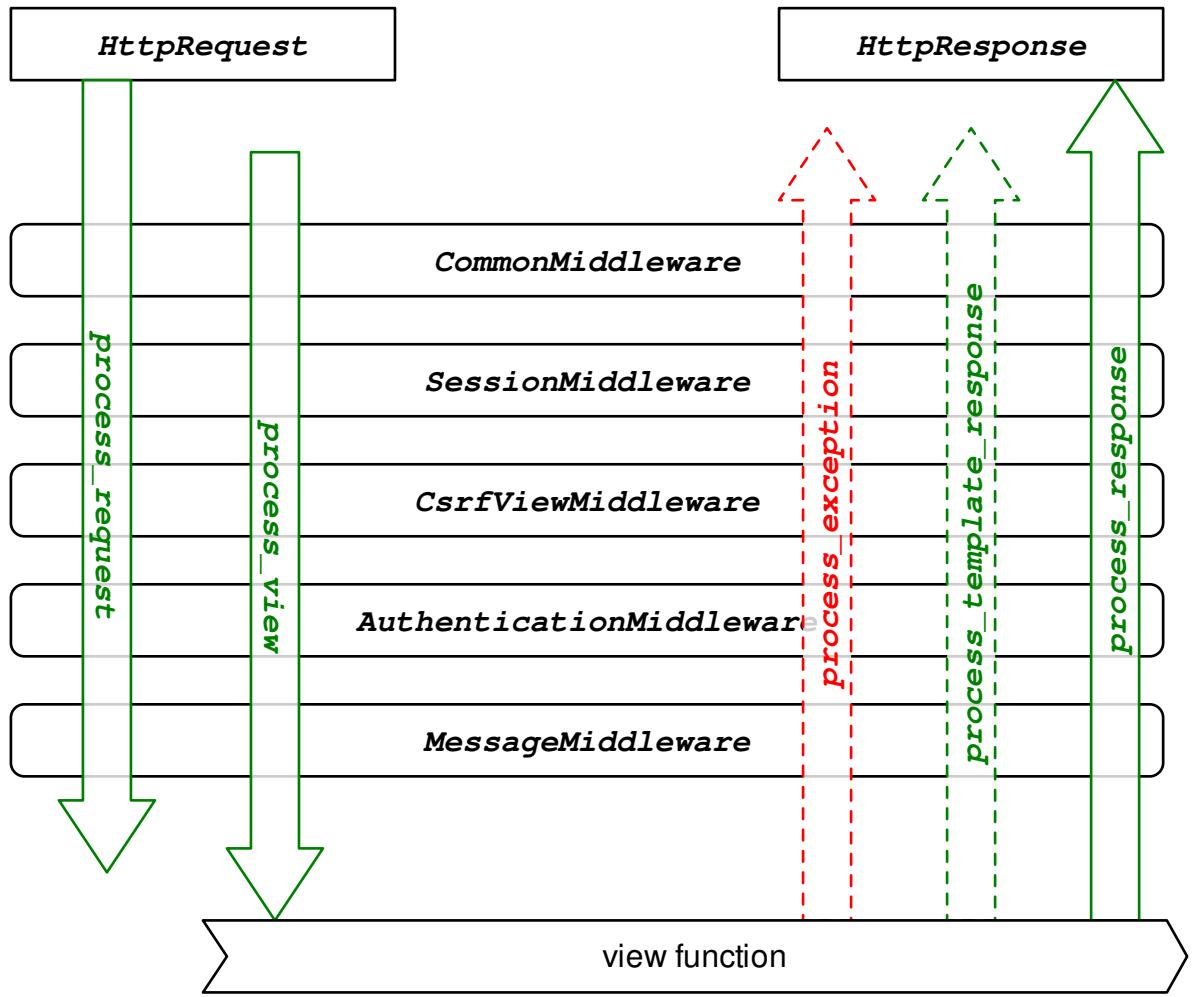 HttpRequest
HttpResponse
CommonMiddleware
SessionMiddleware
CsrfViewMiddleware
AuthenticationMiddleware
MessageMiddleware
process_request
process_view
process_exception
process_template_response
process_response
view function